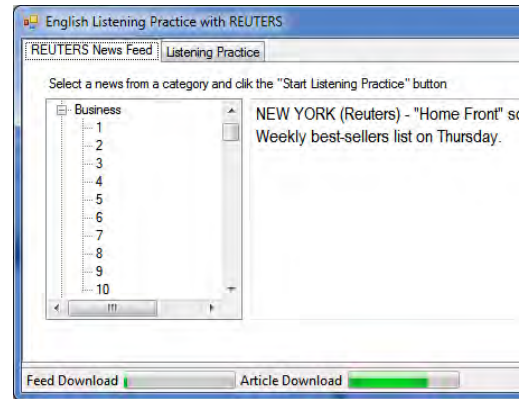 English Listening Practice with REUTERS
REUTERS News Feed Listening Practice
Select a news from a category and clik the "Start Listening Practice" button
Business
1
2
3
4
5
6
7
8
9
10
NEW YORK (Reuters) - "Home Front"
Weekly best-sellers list on Thursday.
Feed Download Article Download